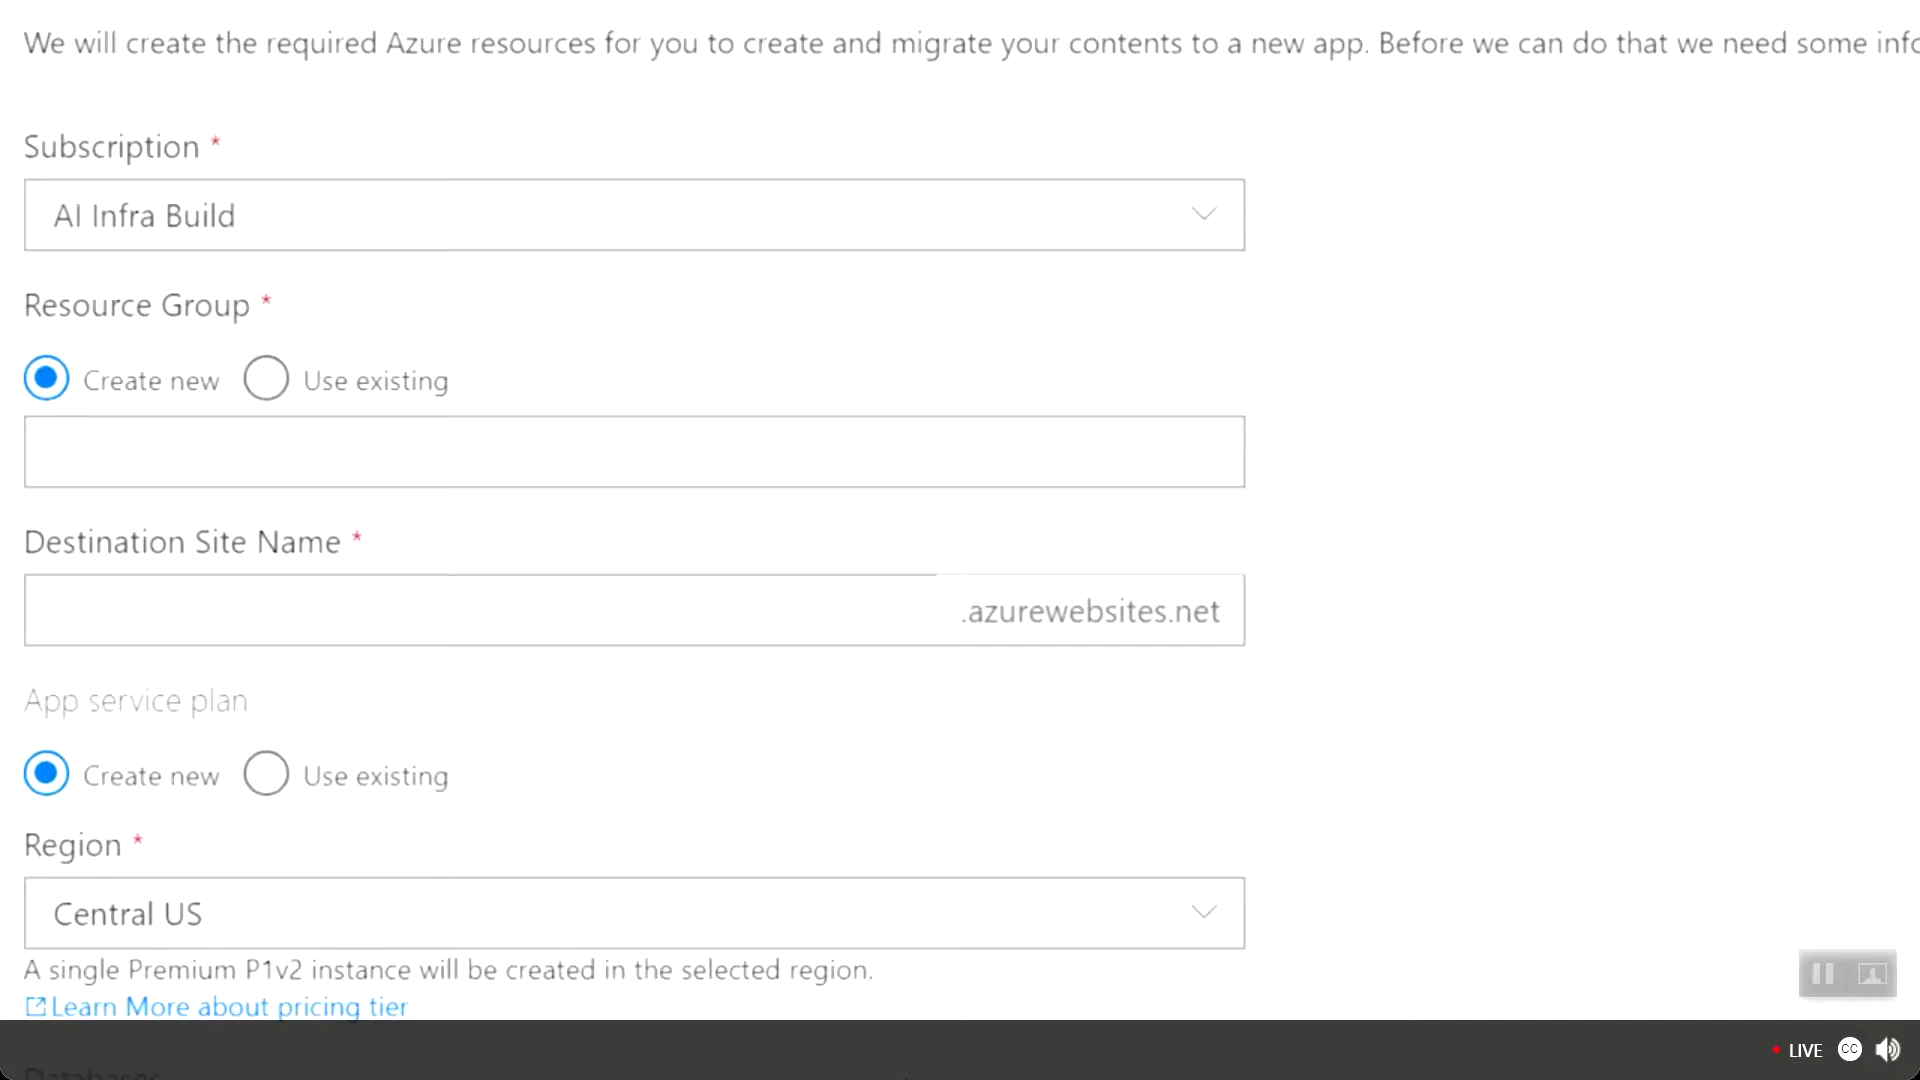 We will create the required Azure resources for you to create and migrate your contents to a new app. Before we can do that we need some info
Subscription *
AI Infra Build
Resource Group *
Create new Use existing
Destination Site Name *
.azurewebsites.net
App service plan
Create new Use existing
Region *
Central US
A single Premium P1v2 instance will be created in the selected region.
Learn More about pricing tier
LIVE CC
Databases